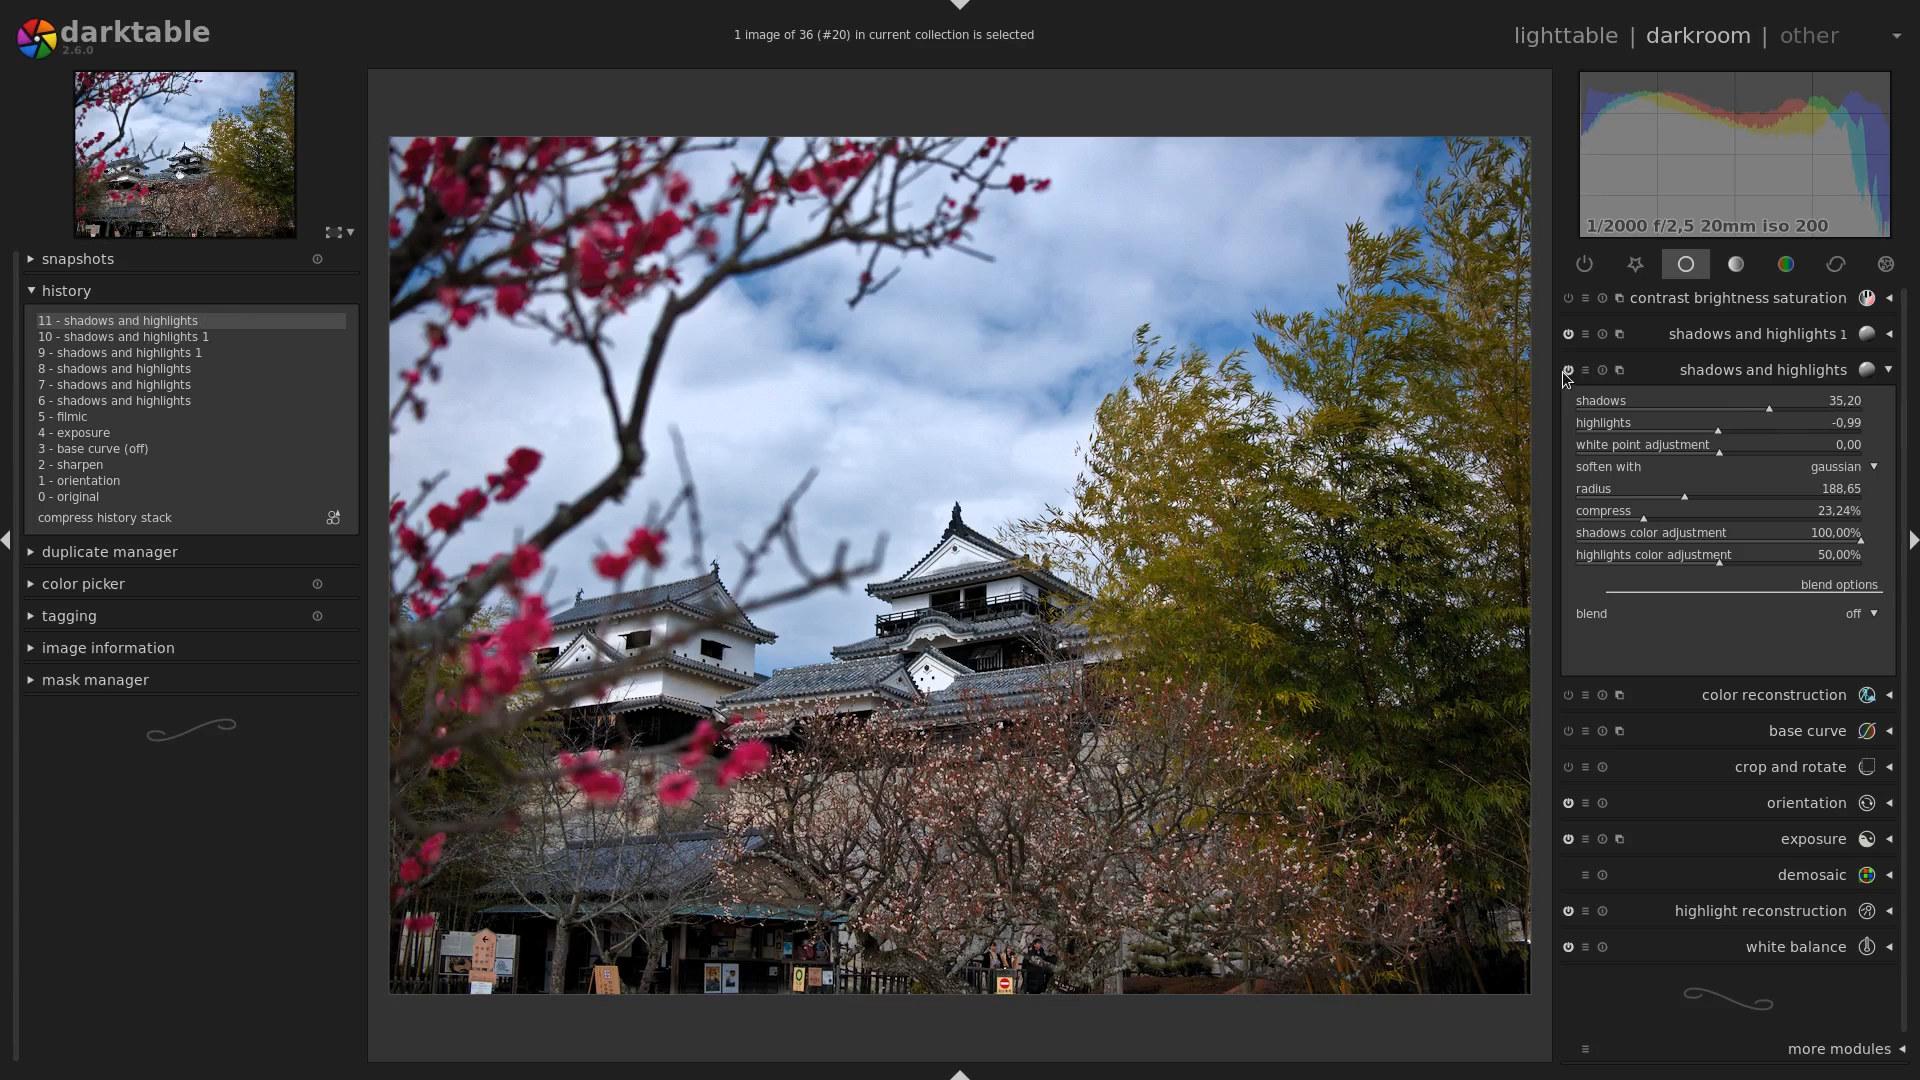 darktable
2.6.0
1 image of 36 (#20) in current collection is selected
lighttable | darkroom | other
snapshots
history
11 - shadows and highlights
10 - shadows and highlights 1
9 - shadows and highlights 1
8 - shadows and highlights
7 - shadows and highlights
6 - shadows and highlights
5 - filmic
4 - exposure
3 - base curve (off)
2 - sharpen
1 - orientation
0 - original
compress history stack
duplicate manager
color picker
tagging
image information
mask manager
1/2000 f/2,5 20mm iso 200
contrast brightness saturation
shadows and highlights 1
shadows and highlights
shadows 35,20
highlights -0,99
white point adjustment 0,00
soften with gaussian
radius 188,65
compress 23,24%
shadows color adjustment 100,00%
highlights color adjustment 50,00%
blend options
blend off
color reconstruction
base curve
crop and rotate
orientation
exposure
demosaic
highlight reconstruction
white balance
more modules